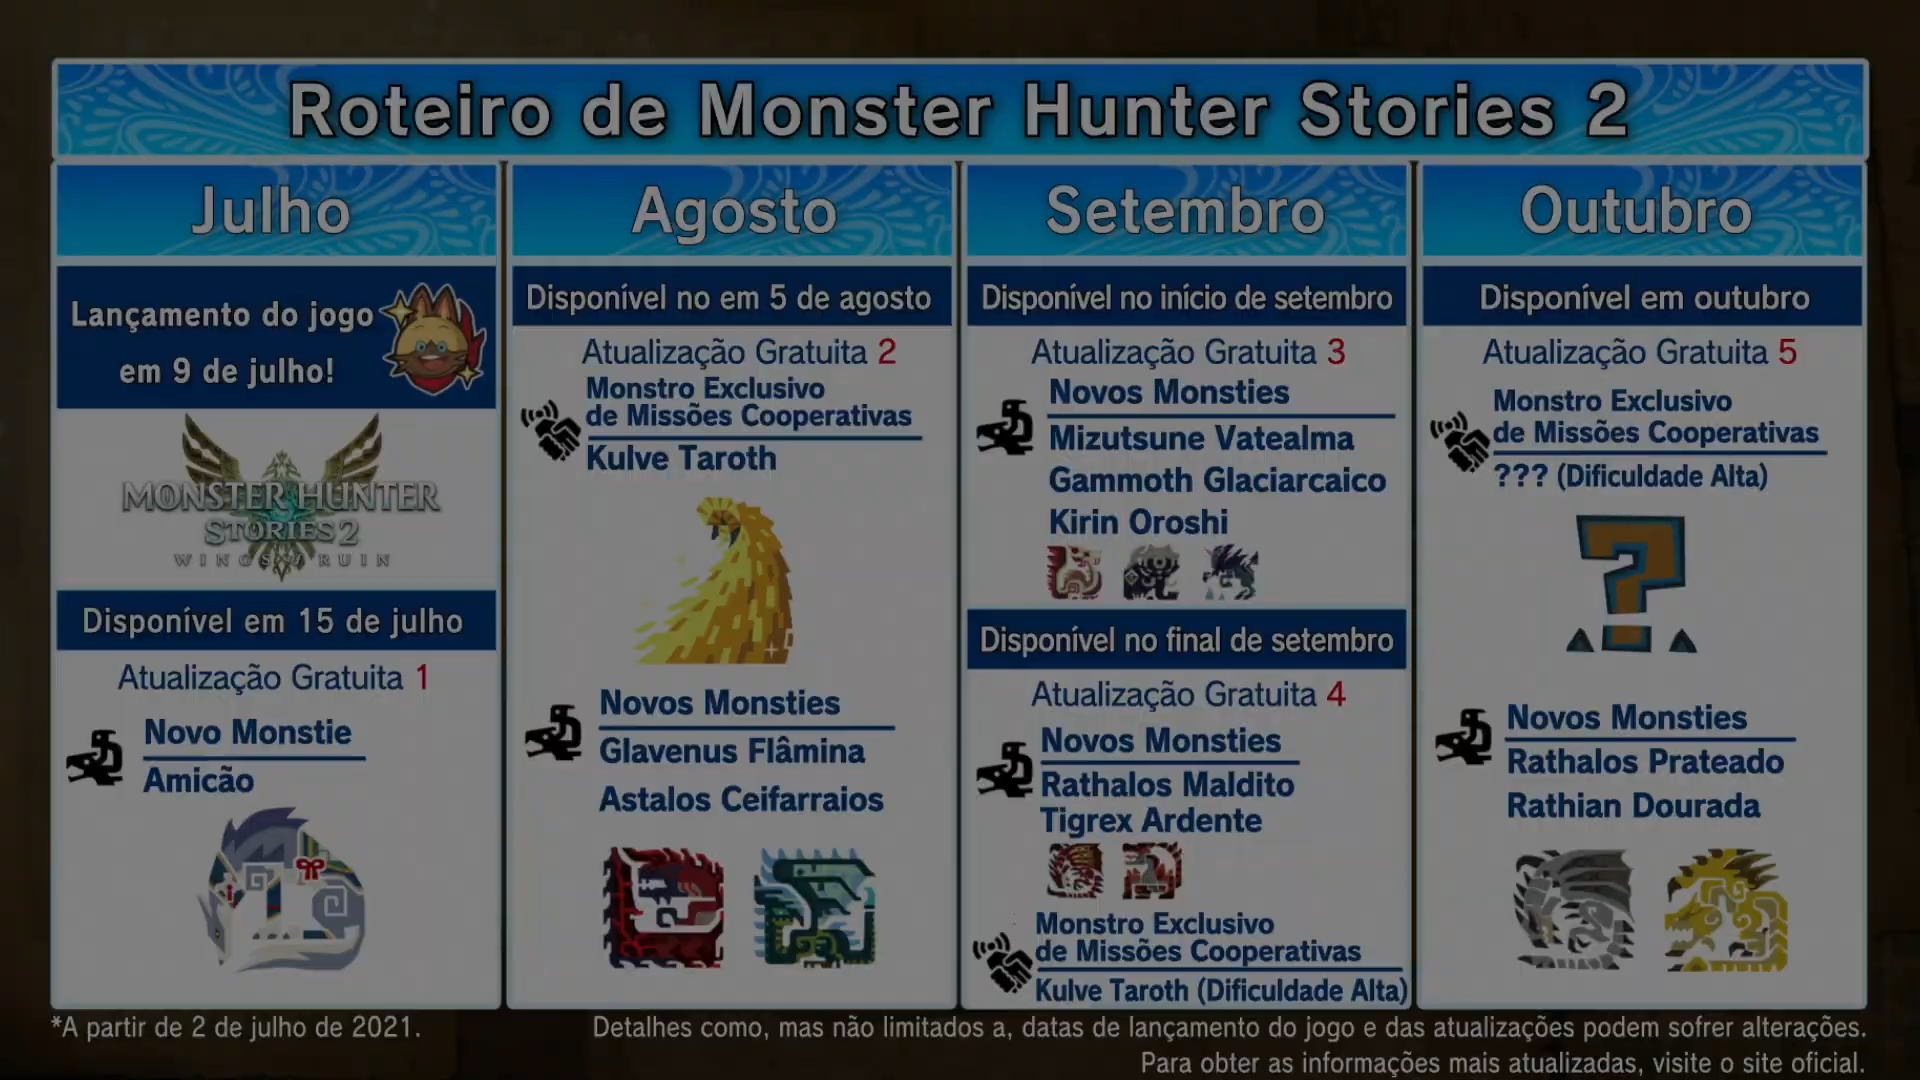 Roteiro de Monster Hunter Stories 2
Julho
Lançamento do jogo
em 9 de julho!
MONSTER HUNTER
STORIES 2
WINGS OF RUIN
Disponível em 15 de julho
Atualização Gratuita 1
Novo Monstie
Amicão
Agosto
Disponível no em 5 de agosto
Atualização Gratuita 2
Monstro Exclusivo
de Missões Cooperativas
Kulve Taroth
Novos Monsties
Glavenus Flâmina
Astalos Ceifarraios
Setembro
Disponível no início de setembro
Atualização Gratuita 3
Novos Monsties
Mizutsune Vatealma
Gammoth Glaciarcaico
Kirin Oroshi
Disponível no final de setembro
Atualização Gratuita 4
Novos Monsties
Rathalos Maldito
Tigrex Ardente
Monstro Exclusivo
de Missões Cooperativas
Kulve Taroth (Dificuldade Alta)
Outubro
Disponível em outubro
Atualização Gratuita 5
Monstro Exclusivo
de Missões Cooperativas
??? (Dificuldade Alta)
?
Novos Monsties
Rathalos Prateado
Rathian Dourada
*A partir de 2 de julho de 2021.
Detalhes como, mas não limitados a, datas de lançamento do jogo e das atualizações podem sofrer alterações.
Para obter as informações mais atualizadas, visite o site oficial.